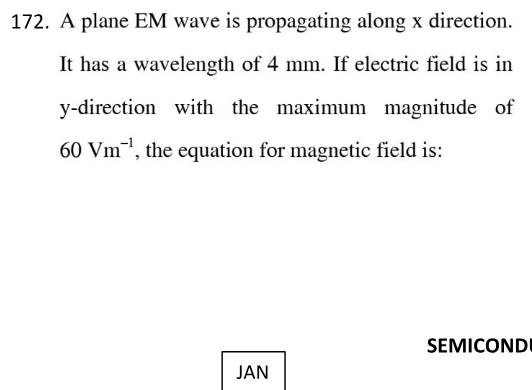 172. A plane EM wave is propagating along x direction.
It has a wavelength of 4 mm. If electric field is in
y-direction with the maximum magnitude of
60 Vm⁻¹, the equation for magnetic field is:
SEMICONDU
JAN